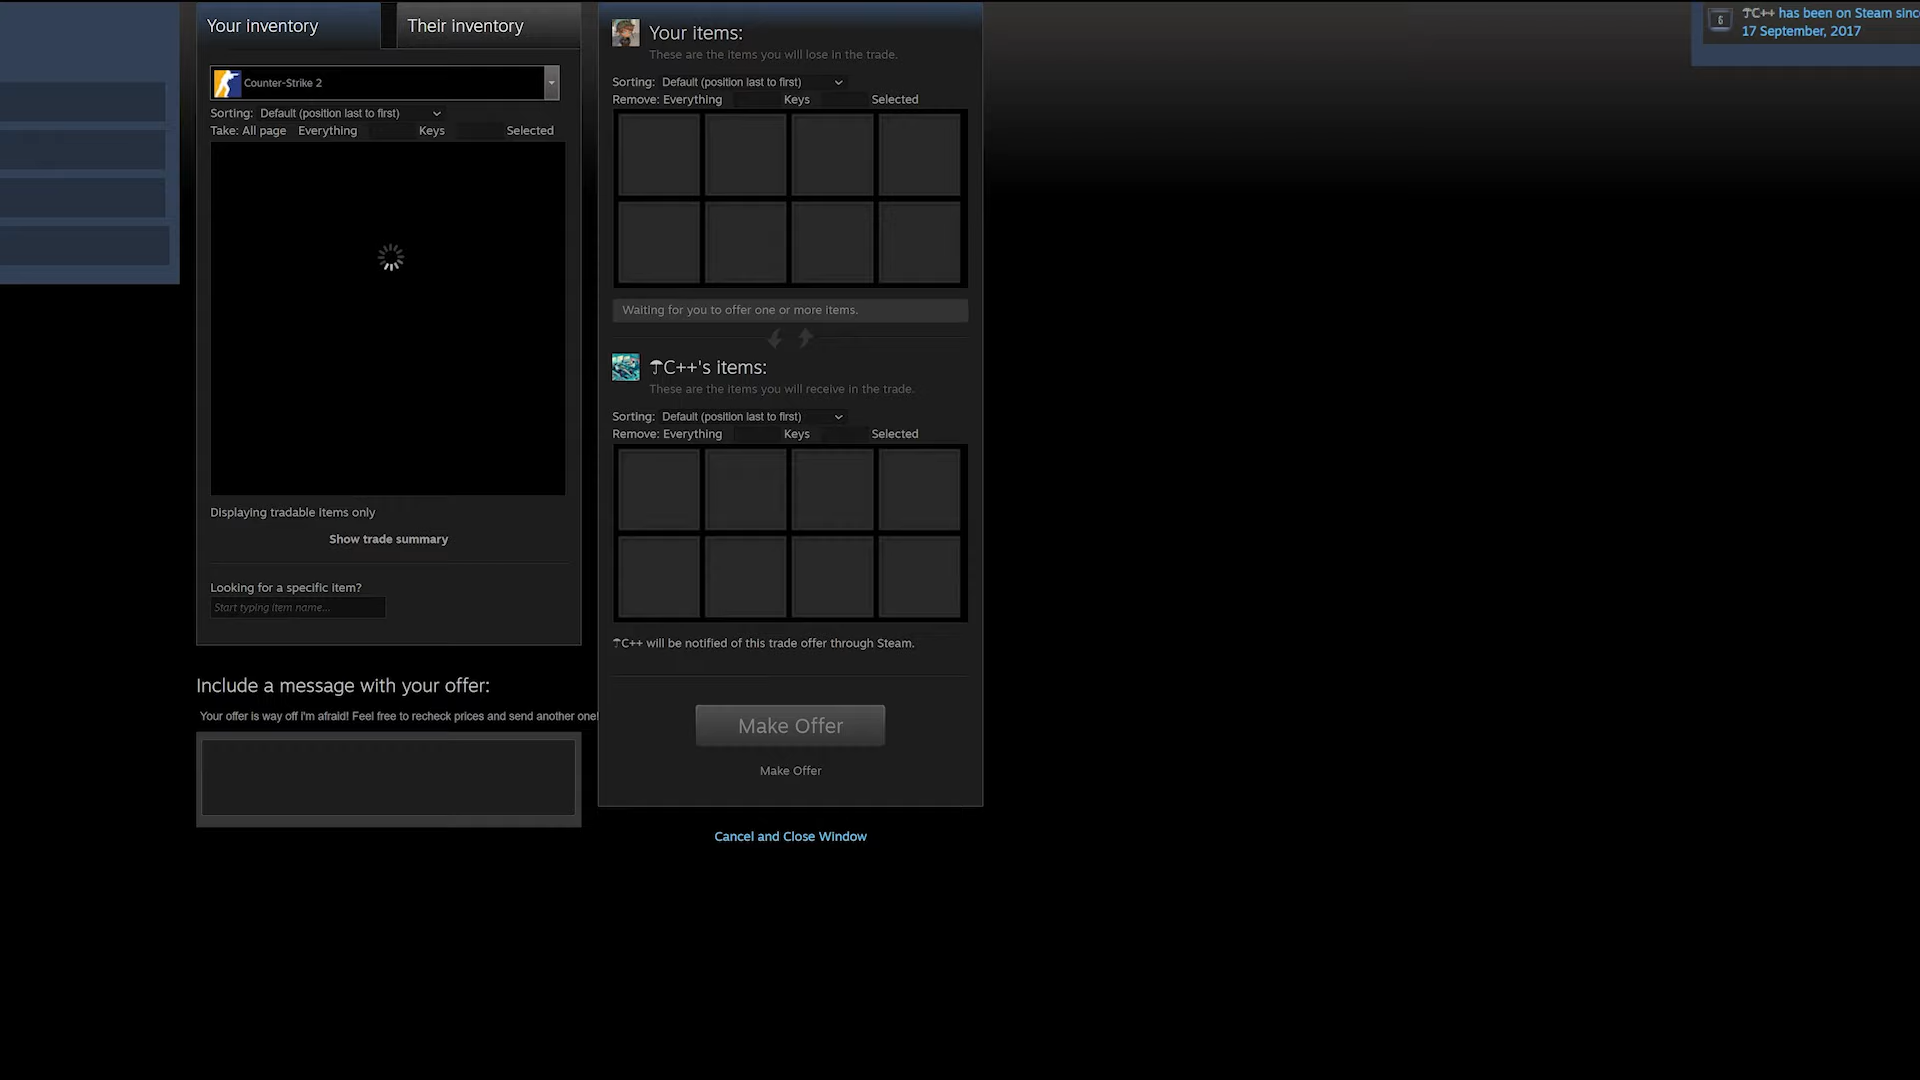 Your inventory
Their inventory
Counter-Strike 2
Sorting: Default (position last to first)
Take: All page Everything Keys Selected
Displaying tradable items only
Show trade summary
Looking for a specific item?
Start typing item name...
Include a message with your offer:
Your offer is way off I'm afraid! Feel free to recheck prices and send another one!
Your items:
These are the items you will lose in the trade.
Sorting: Default (position last to first)
Remove: Everything Keys Selected
Waiting for you to offer one or more items.
☂C++'s items:
These are the items you will receive in the trade.
Sorting: Default (position last to first)
Remove: Everything Keys Selected
☂C++ will be notified of this trade offer through Steam.
Make Offer
Make Offer
Cancel and Close Window
6
☂C++ has been on Steam sinc
17 September, 2017